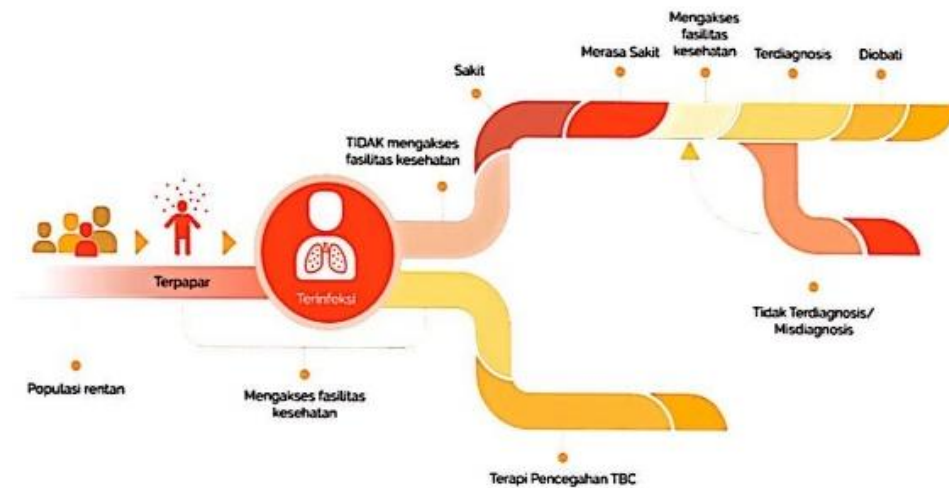 Mengakses
fasilitas
kesehatan
Sakit
Merasa Sakit
Terdiagnosis
Diobati
TIDAK mengakses
fasilitas kesehatan
Terpapar
Terinfeksi
Tidak Terdiagnosis/
Misdiagnosis
Populasi rentan
Mengakses fasilitas
kesehatan
Terapi Pencegahan TBC